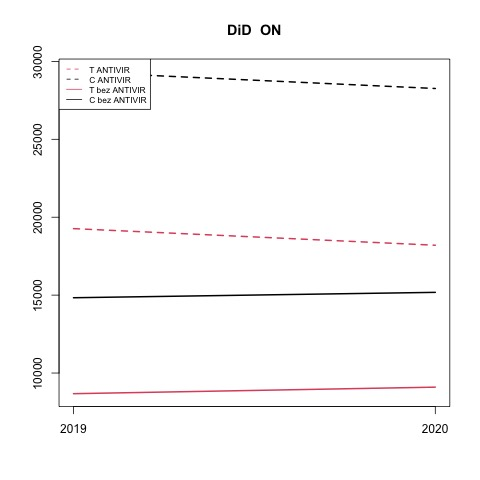 DiD  ON
T ANTIVIR
C ANTIVIR
T bez ANTIVIR
C bez ANTIVIR
30000
25000
20000
15000
10000
2019
2020